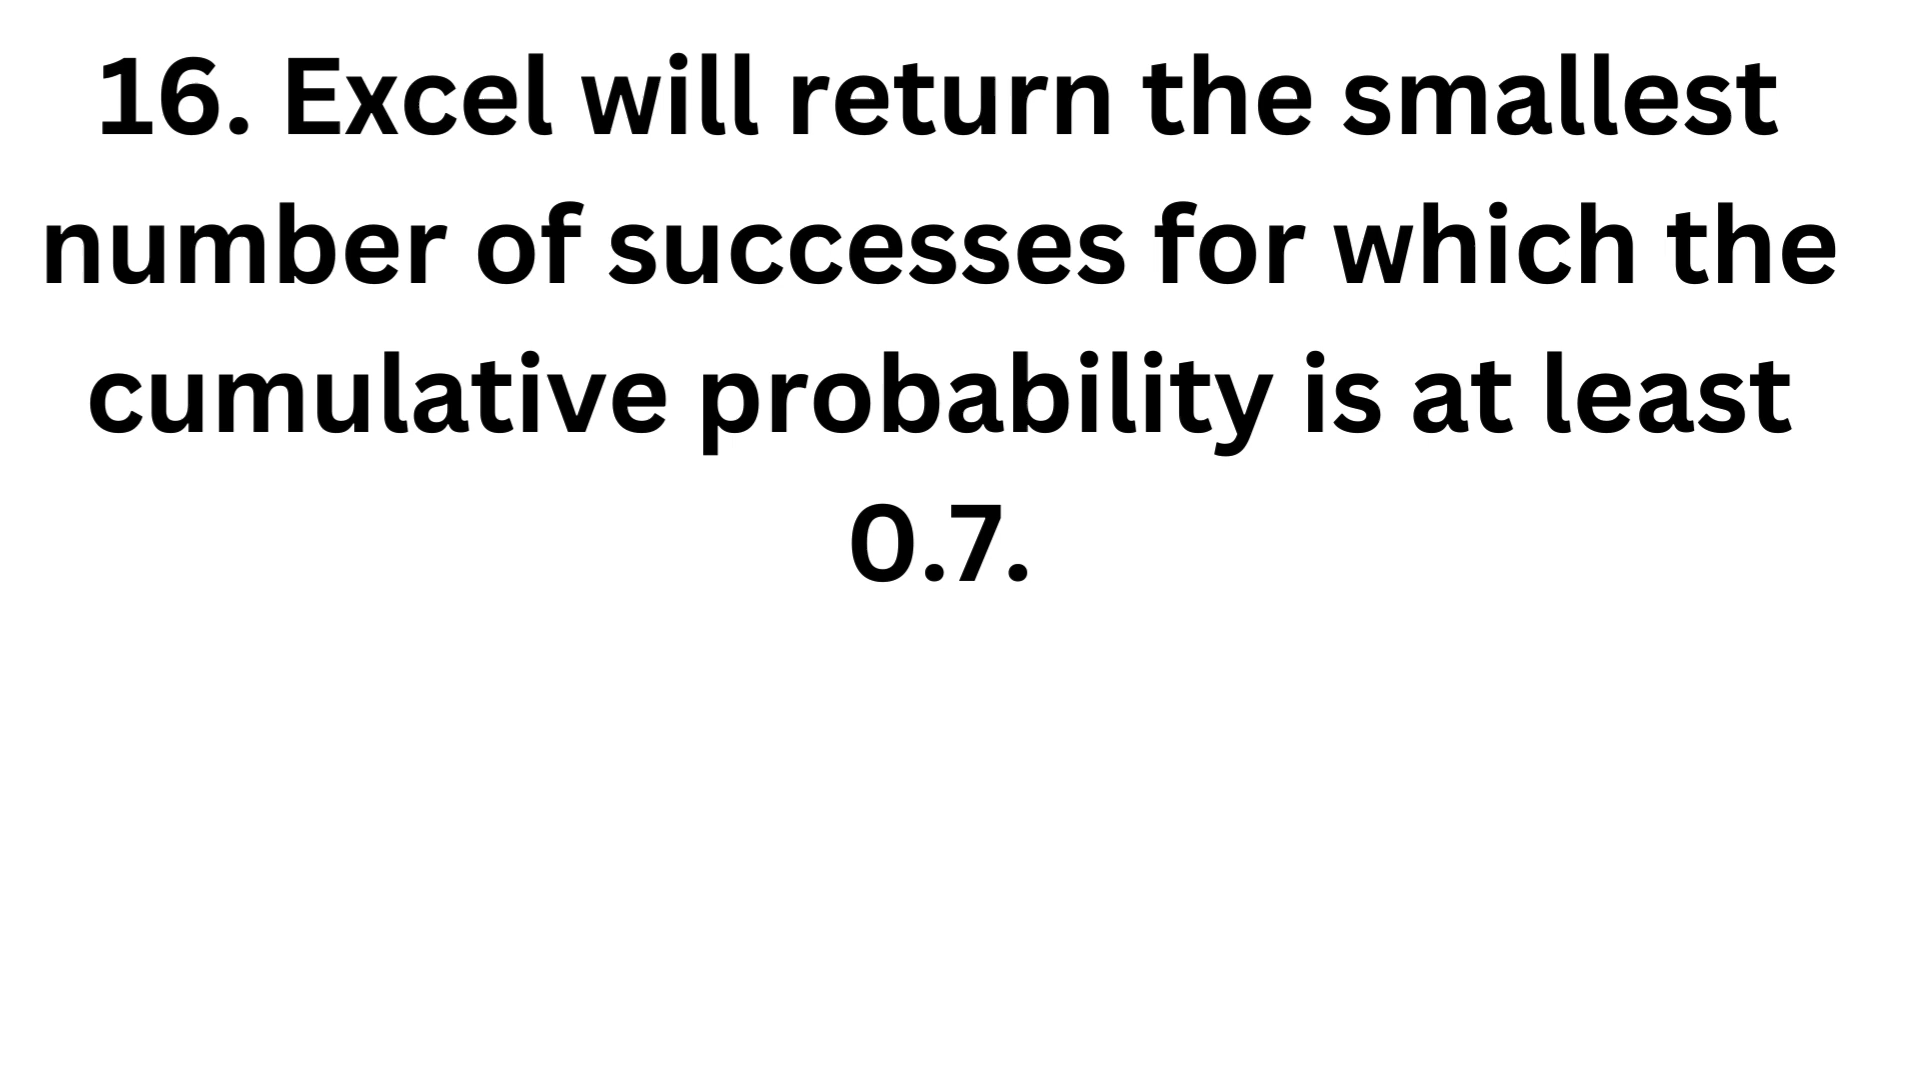 16. Excel will return the smallest
number of successes for which the
cumulative probability is at least
0.7.